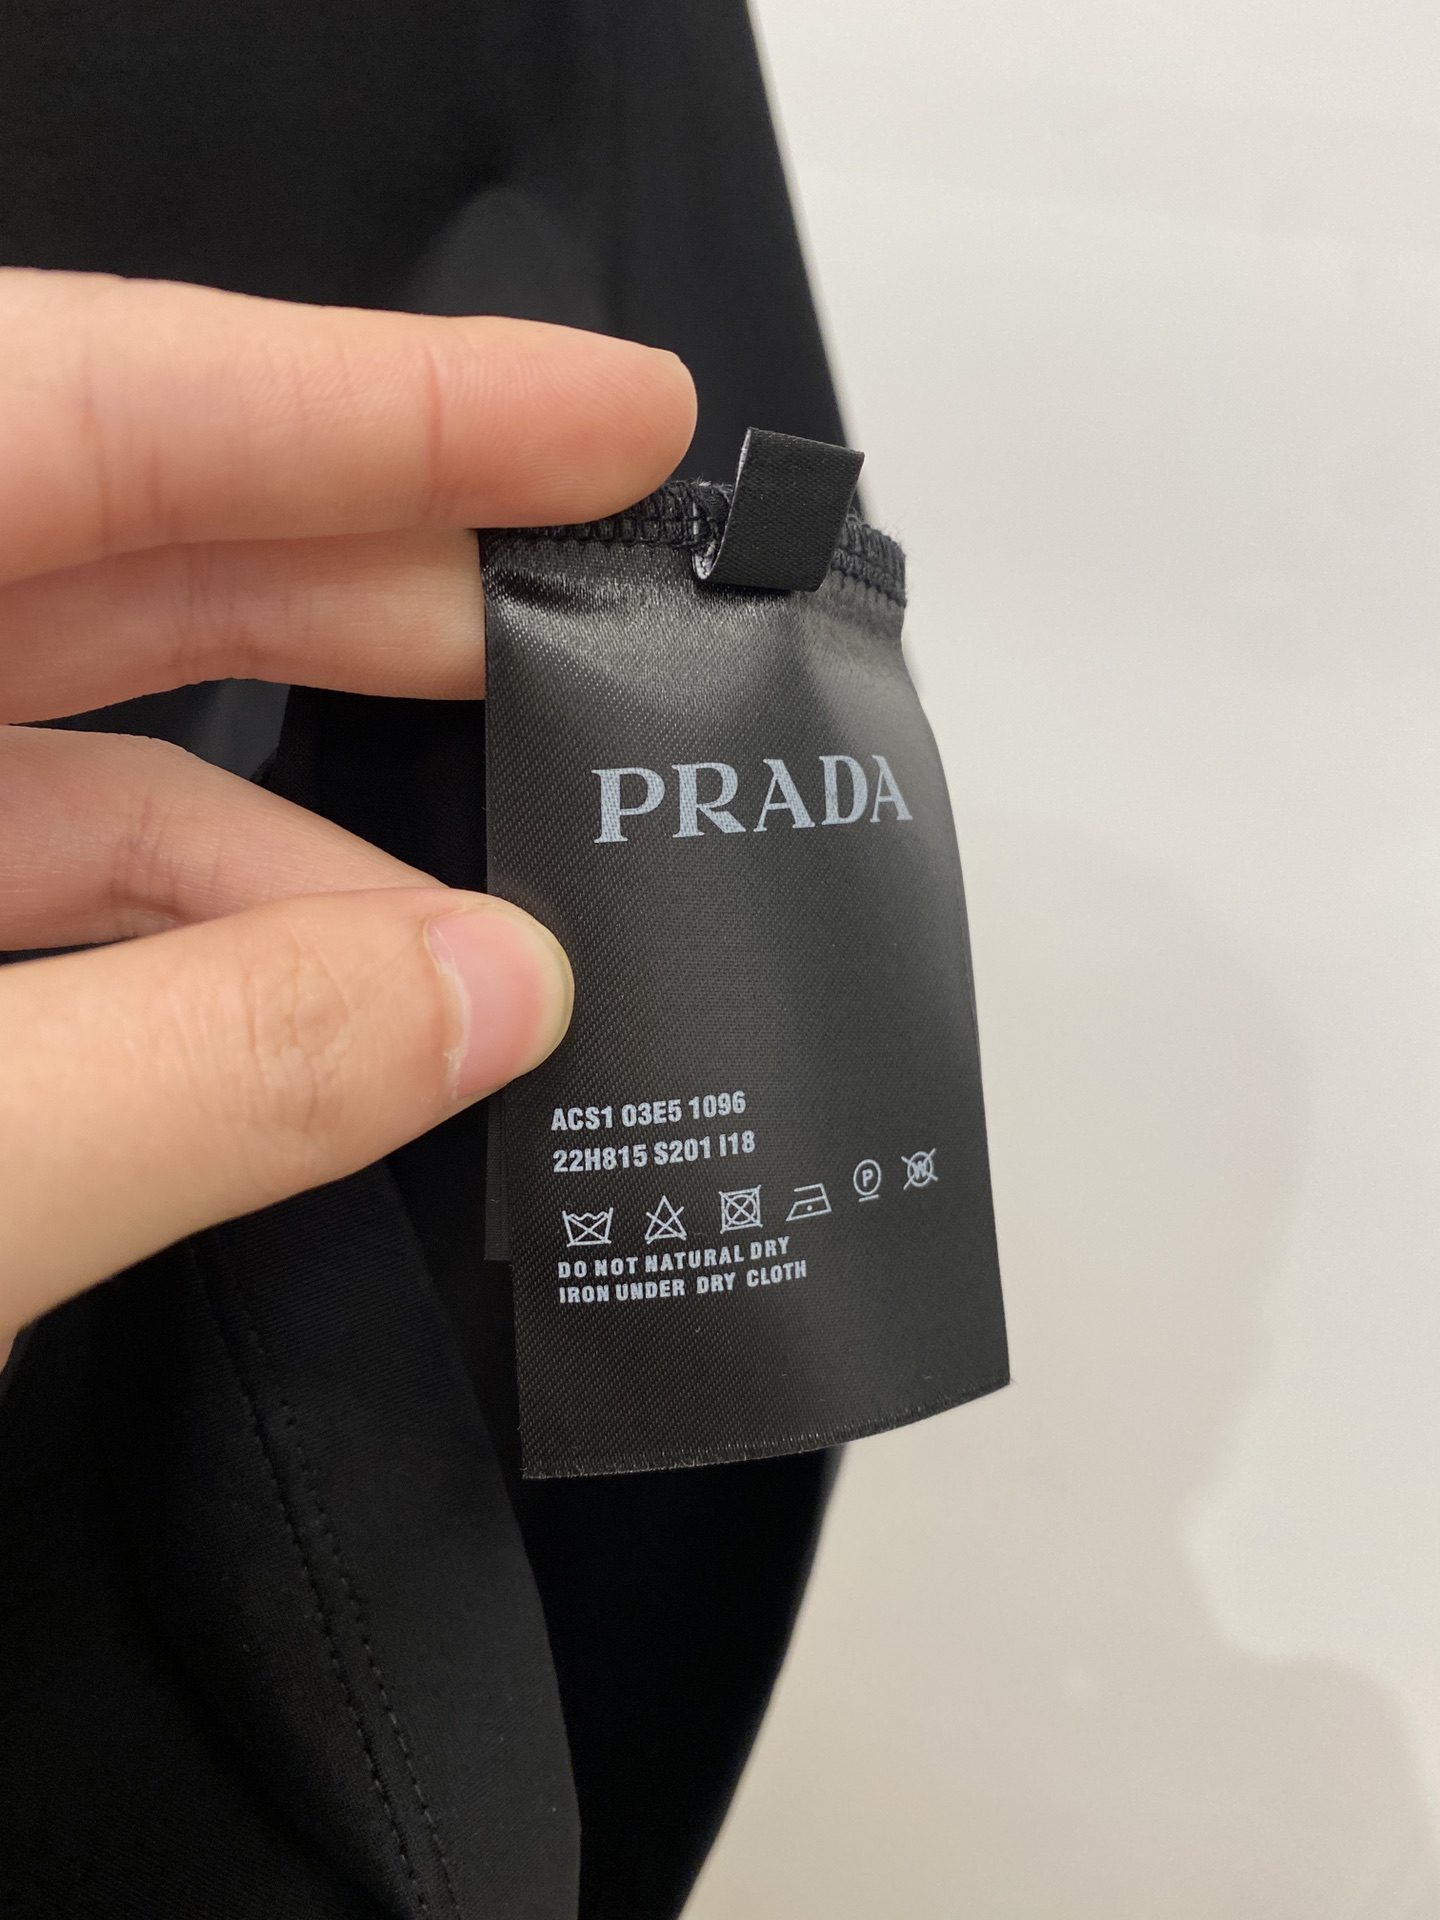 PRADA
ACS1 03E5 1096
22H815 S201 I18
P W
DO NOT NATURAL DRY
IRON UNDER DRY CLOTH